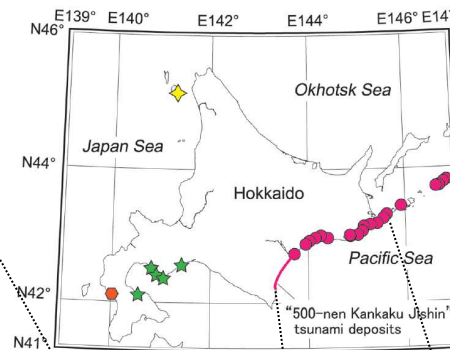 E139° E140° E142° E144° E146° E147
N46°
Okhotsk Sea
Japan Sea
N44°
Hokkaido
Pacific Sea
N42°
"500-nen Kankaku Jishin"
tsunami deposits
N41°